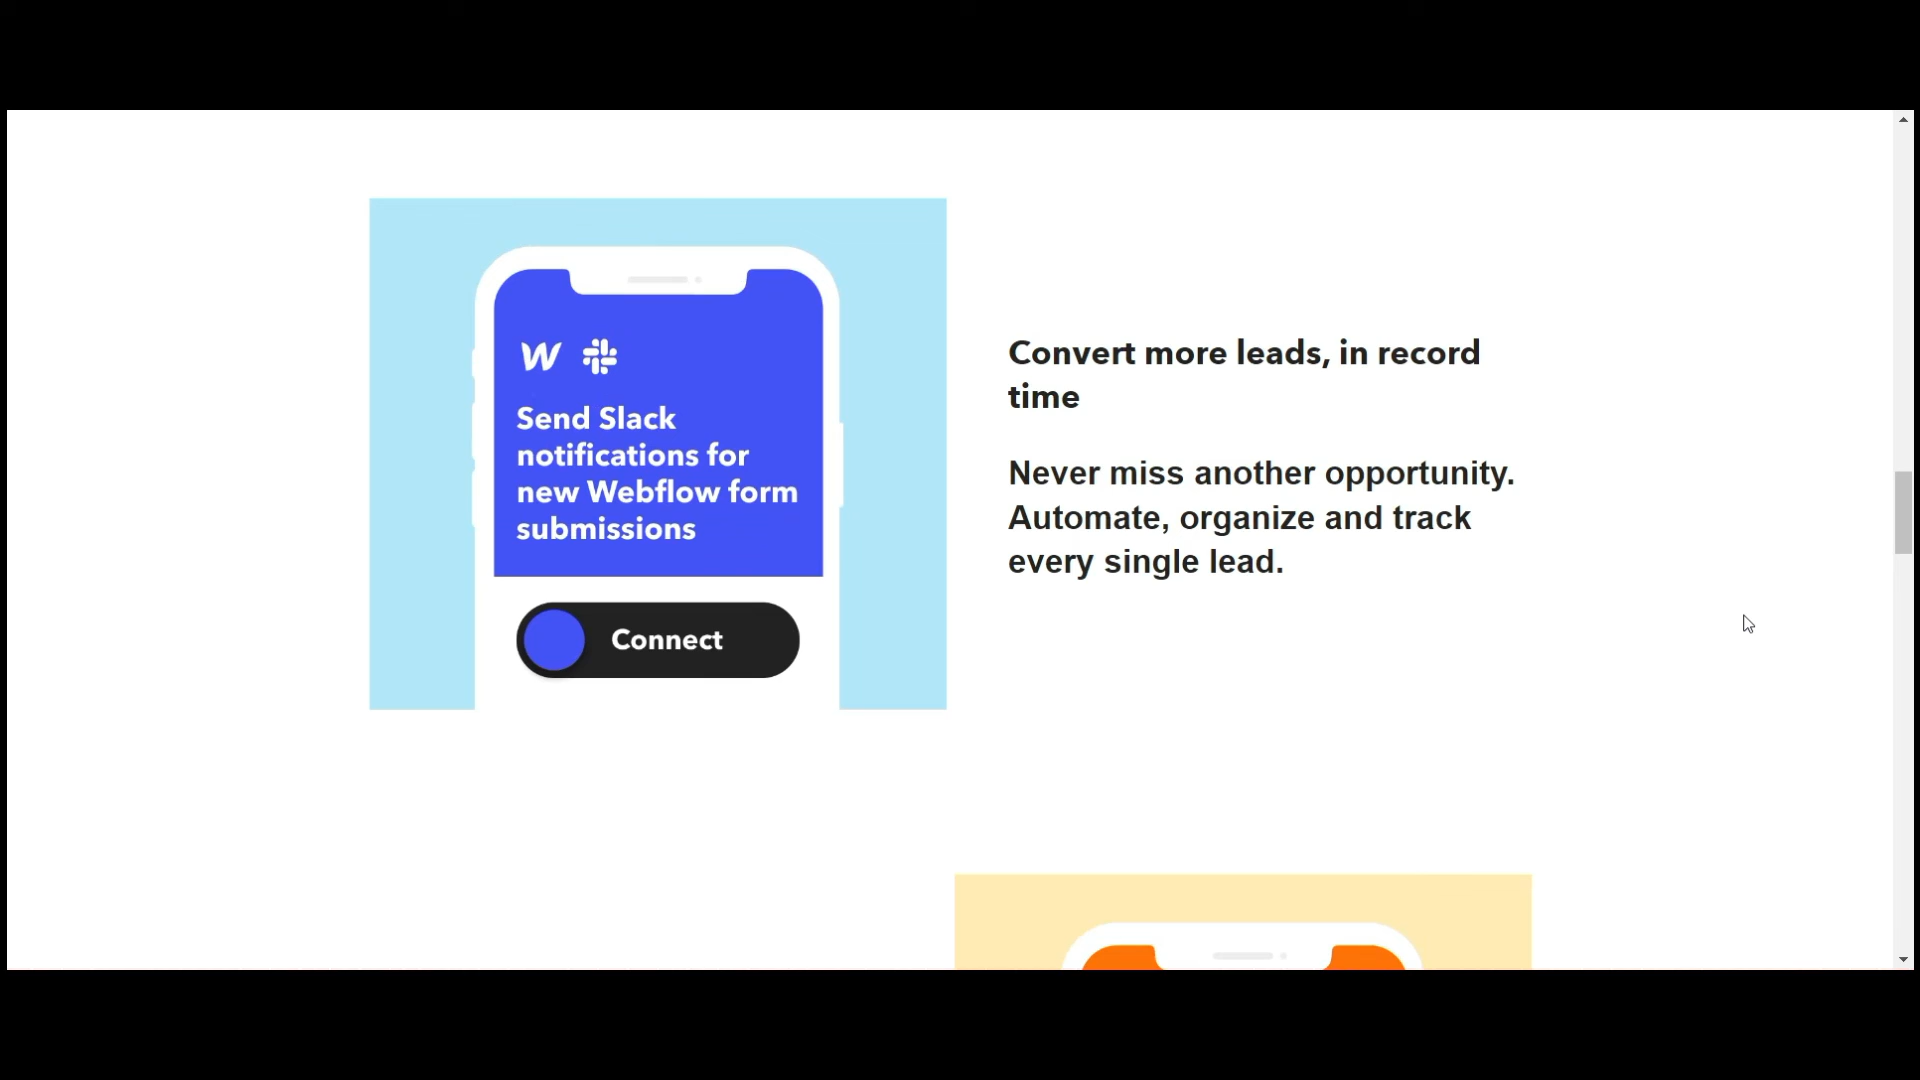 W
Send Slack
notifications for
new Webflow form
submissions
Connect
Convert more leads, in record
time
Never miss another opportunity.
Automate, organize and track
every single lead.